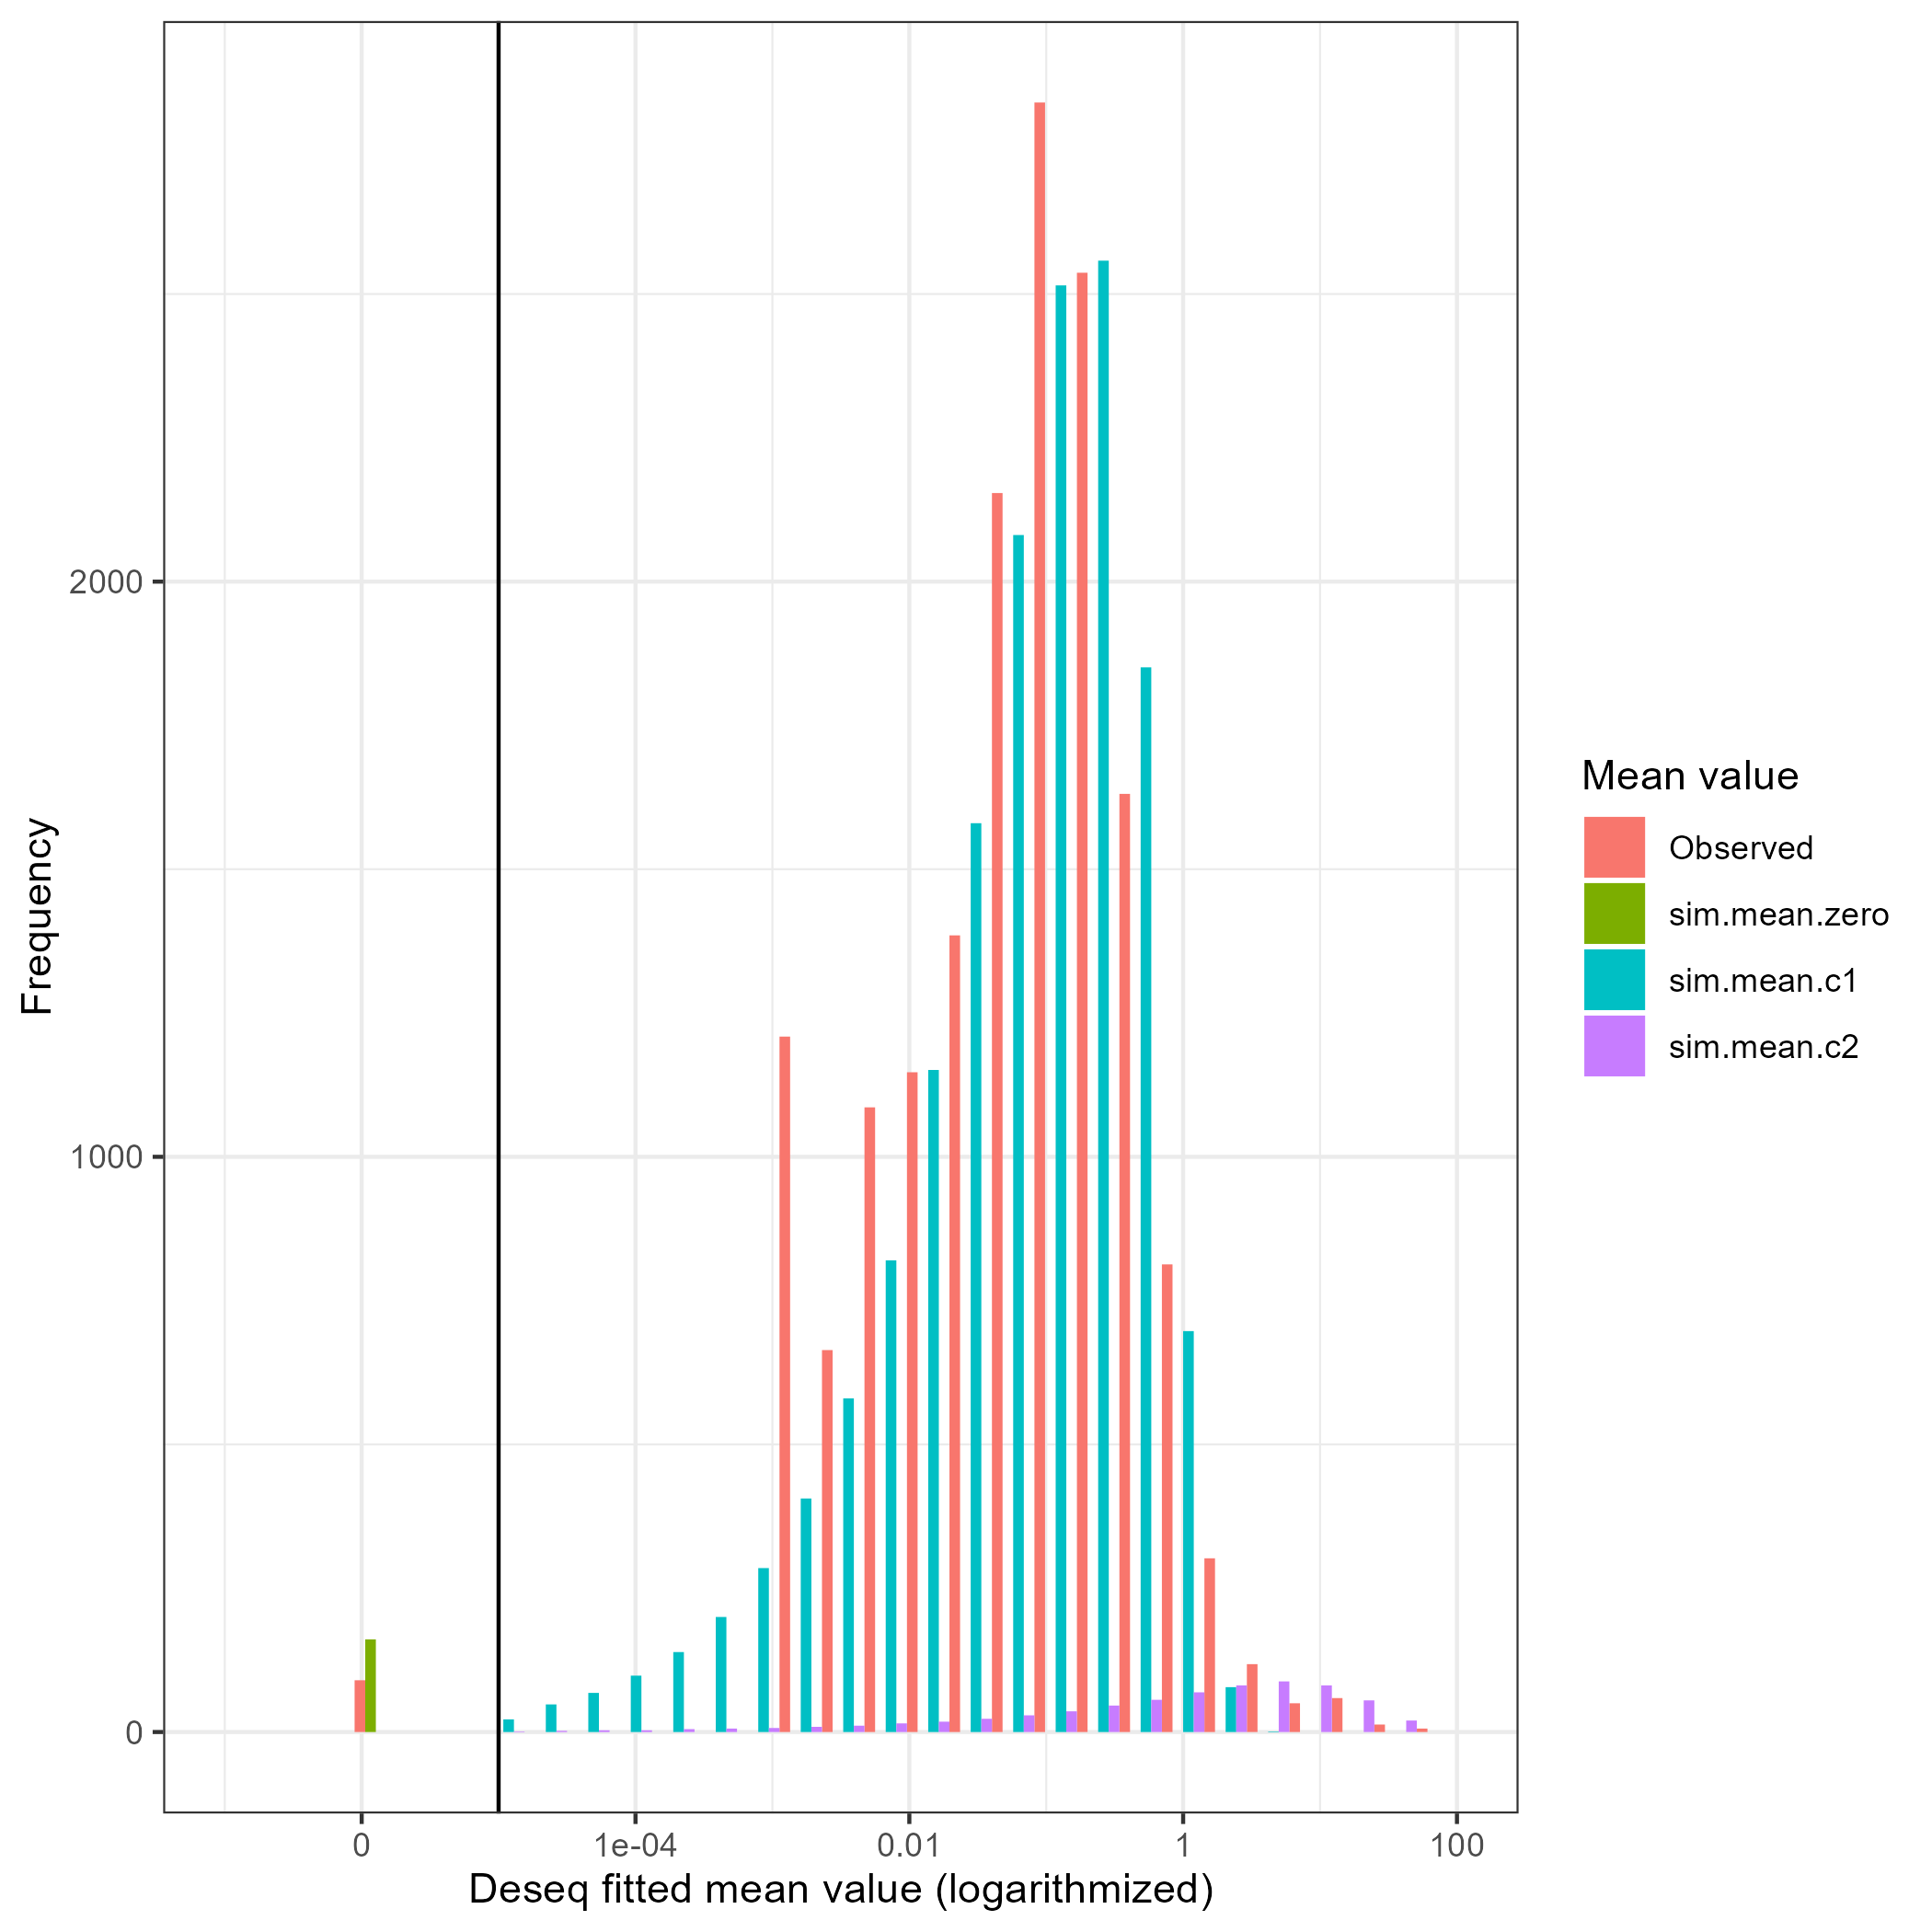 Frequency
2000
1000
0
0
1e-04
0.01
1
100
Deseq fitted mean value (logarithmized)
Mean value
Observed
sim.mean.zero
sim.mean.c1
sim.mean.c2